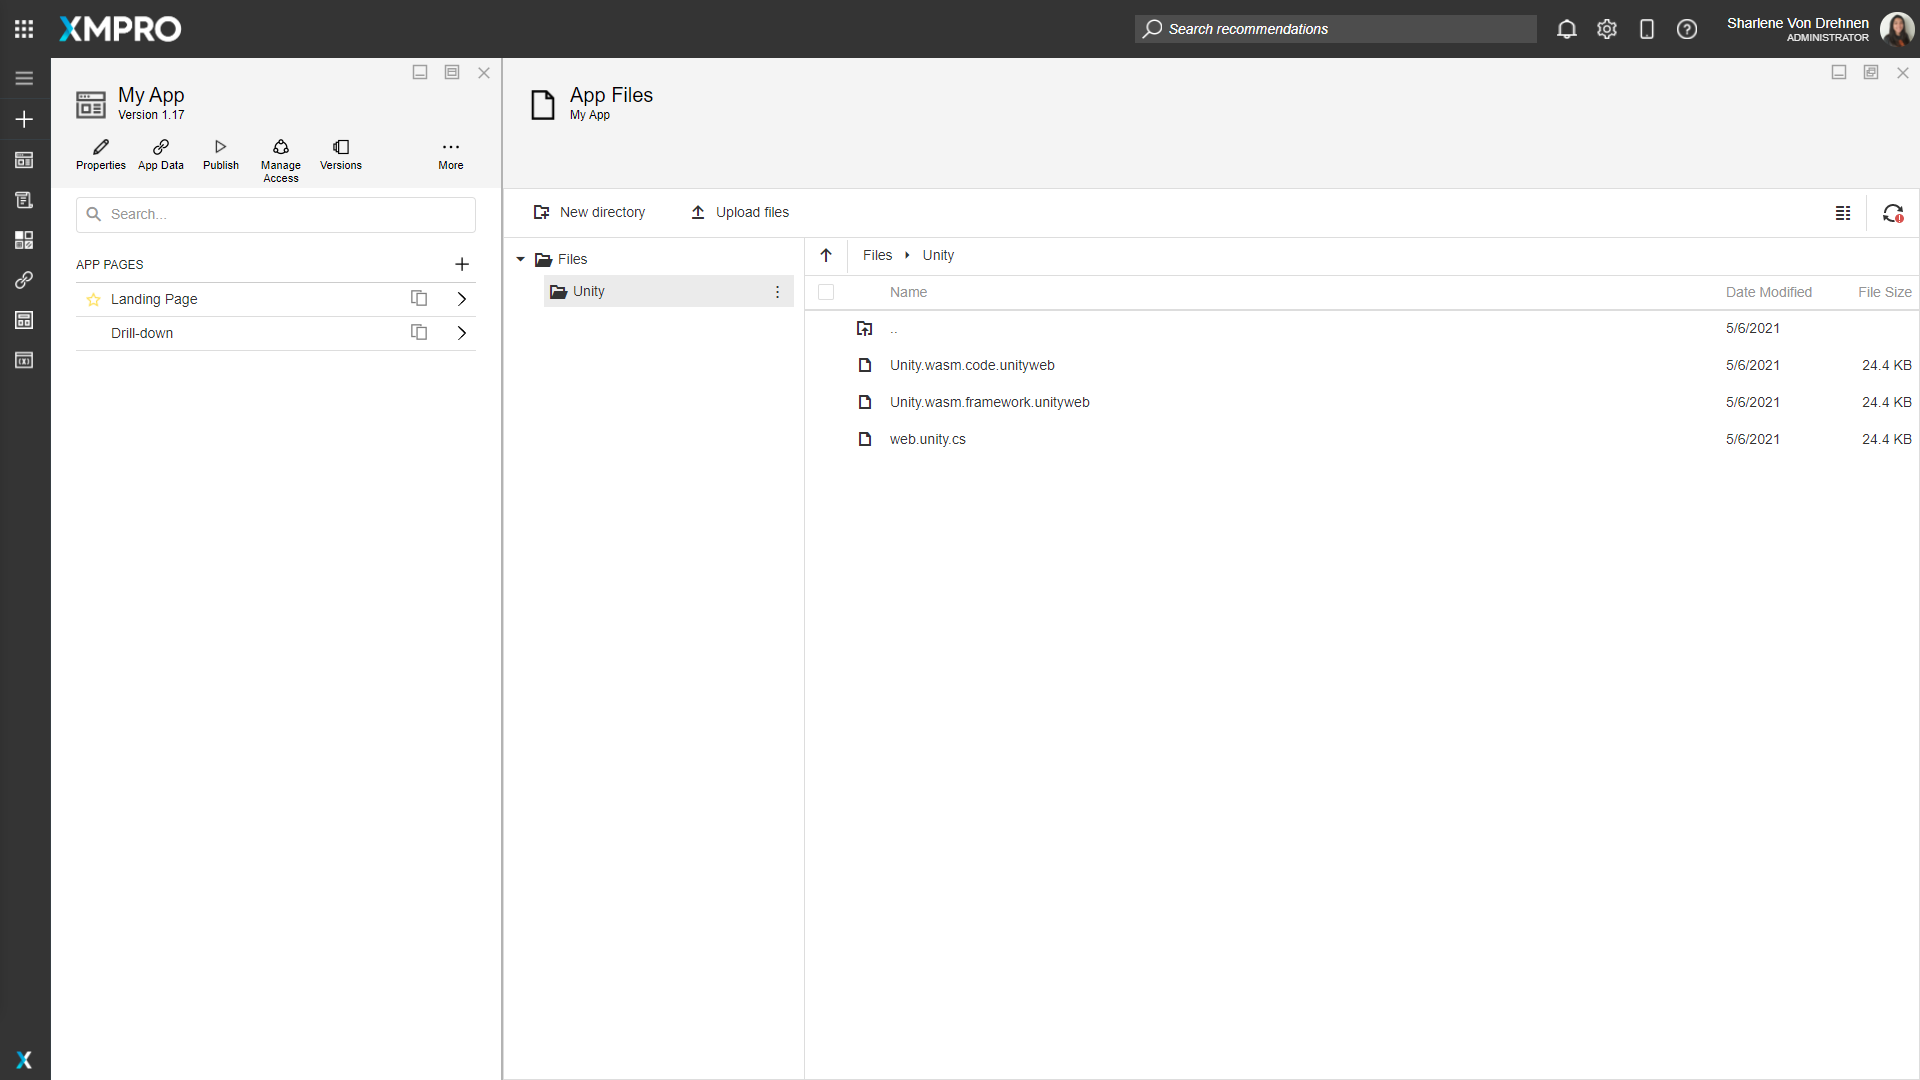 XMPRO
Search recommendations
Sharlene Von Drehnen
ADMINISTRATOR
My App
Version 1.17
Properties
App Data
Publish
Manage Access
Versions
More
Search...
APP PAGES
Landing Page
Drill-down
App Files
My App
New directory
Upload files
Files
Unity
Files Unity
Name Date Modified File Size
.. 5/6/2021
Unity.wasm.code.unityweb 5/6/2021 24.4 KB
Unity.wasm.framework.unityweb 5/6/2021 24.4 KB
web.unity.cs 5/6/2021 24.4 KB